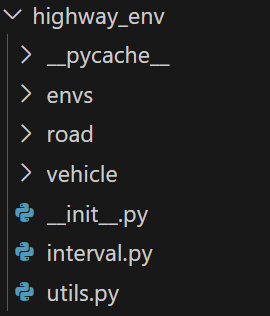 highway_env
__pycache__
envs
road
vehicle
__init__.py
interval.py
utils.py